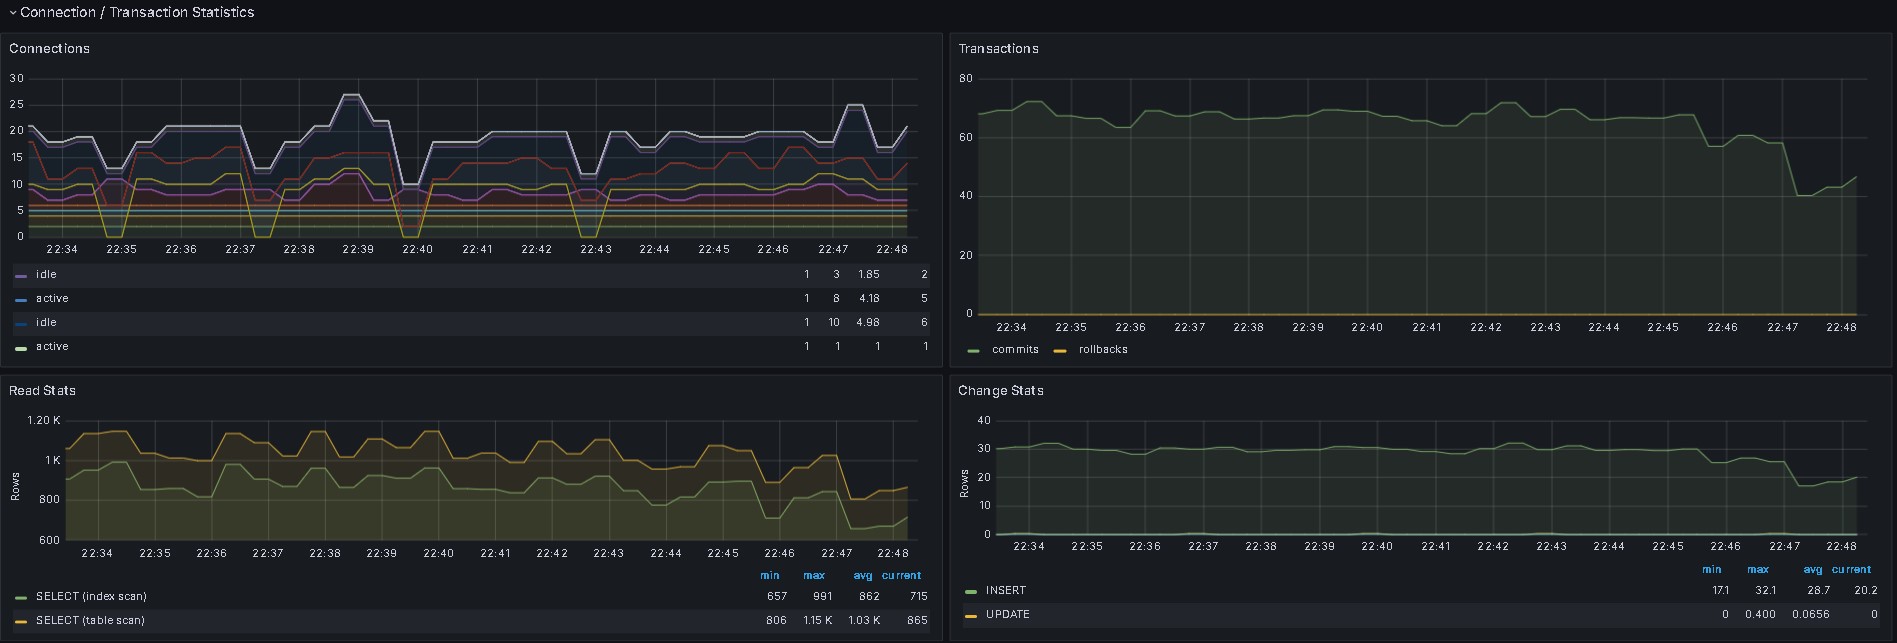 Connection / Transaction Statistics
Connections
30
25
20
15
10
5
0
22:34 22:35 22:36 22:37 22:38 22:39 22:40 22:41 22:42 22:43 22:44 22:45 22:46 22:47 22:48
idle 1 3 1.85 2
active 1 8 4.18 5
idle 1 10 4.98 6
active 1 1 1 1
Transactions
80
60
40
20
0
22:34 22:35 22:36 22:37 22:38 22:39 22:40 22:41 22:42 22:43 22:44 22:45 22:46 22:47 22:48
commits rollbacks
Read Stats
Rows
1.20 K
1 K
800
600
22:34 22:35 22:36 22:37 22:38 22:39 22:40 22:41 22:42 22:43 22:44 22:45 22:46 22:47 22:48
min max avg current
SELECT (index scan) 657 991 862 715
SELECT (table scan) 806 1.15 K 1.03 K 865
Change Stats
Rows
40
30
20
10
0
22:34 22:35 22:36 22:37 22:38 22:39 22:40 22:41 22:42 22:43 22:44 22:45 22:46 22:47 22:48
min max avg current
INSERT 17.1 32.1 28.7 20.2
UPDATE 0 0.400 0.0656 0